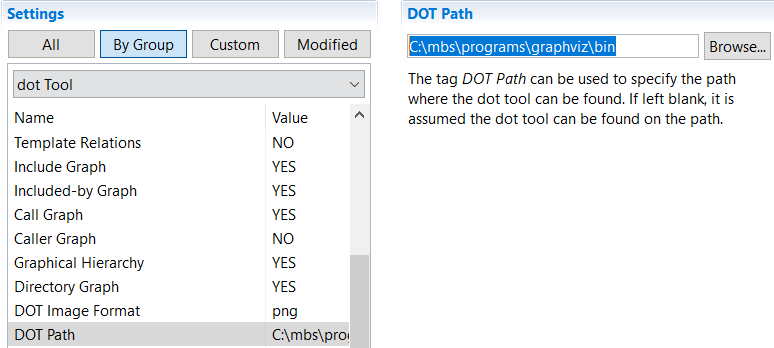 Settings
All By Group Custom Modified
dot Tool
Name Value
Template Relations NO
Include Graph YES
Included-by Graph YES
Call Graph YES
Caller Graph NO
Graphical Hierarchy YES
Directory Graph YES
DOT Image Format png
DOT Path C:\mbs\prog
DOT Path
C:\mbs\programs\graphviz\bin Browse...
The tag DOT Path can be used to specify the path
where the dot tool can be found. If left blank, it is
assumed the dot tool can be found on the path.